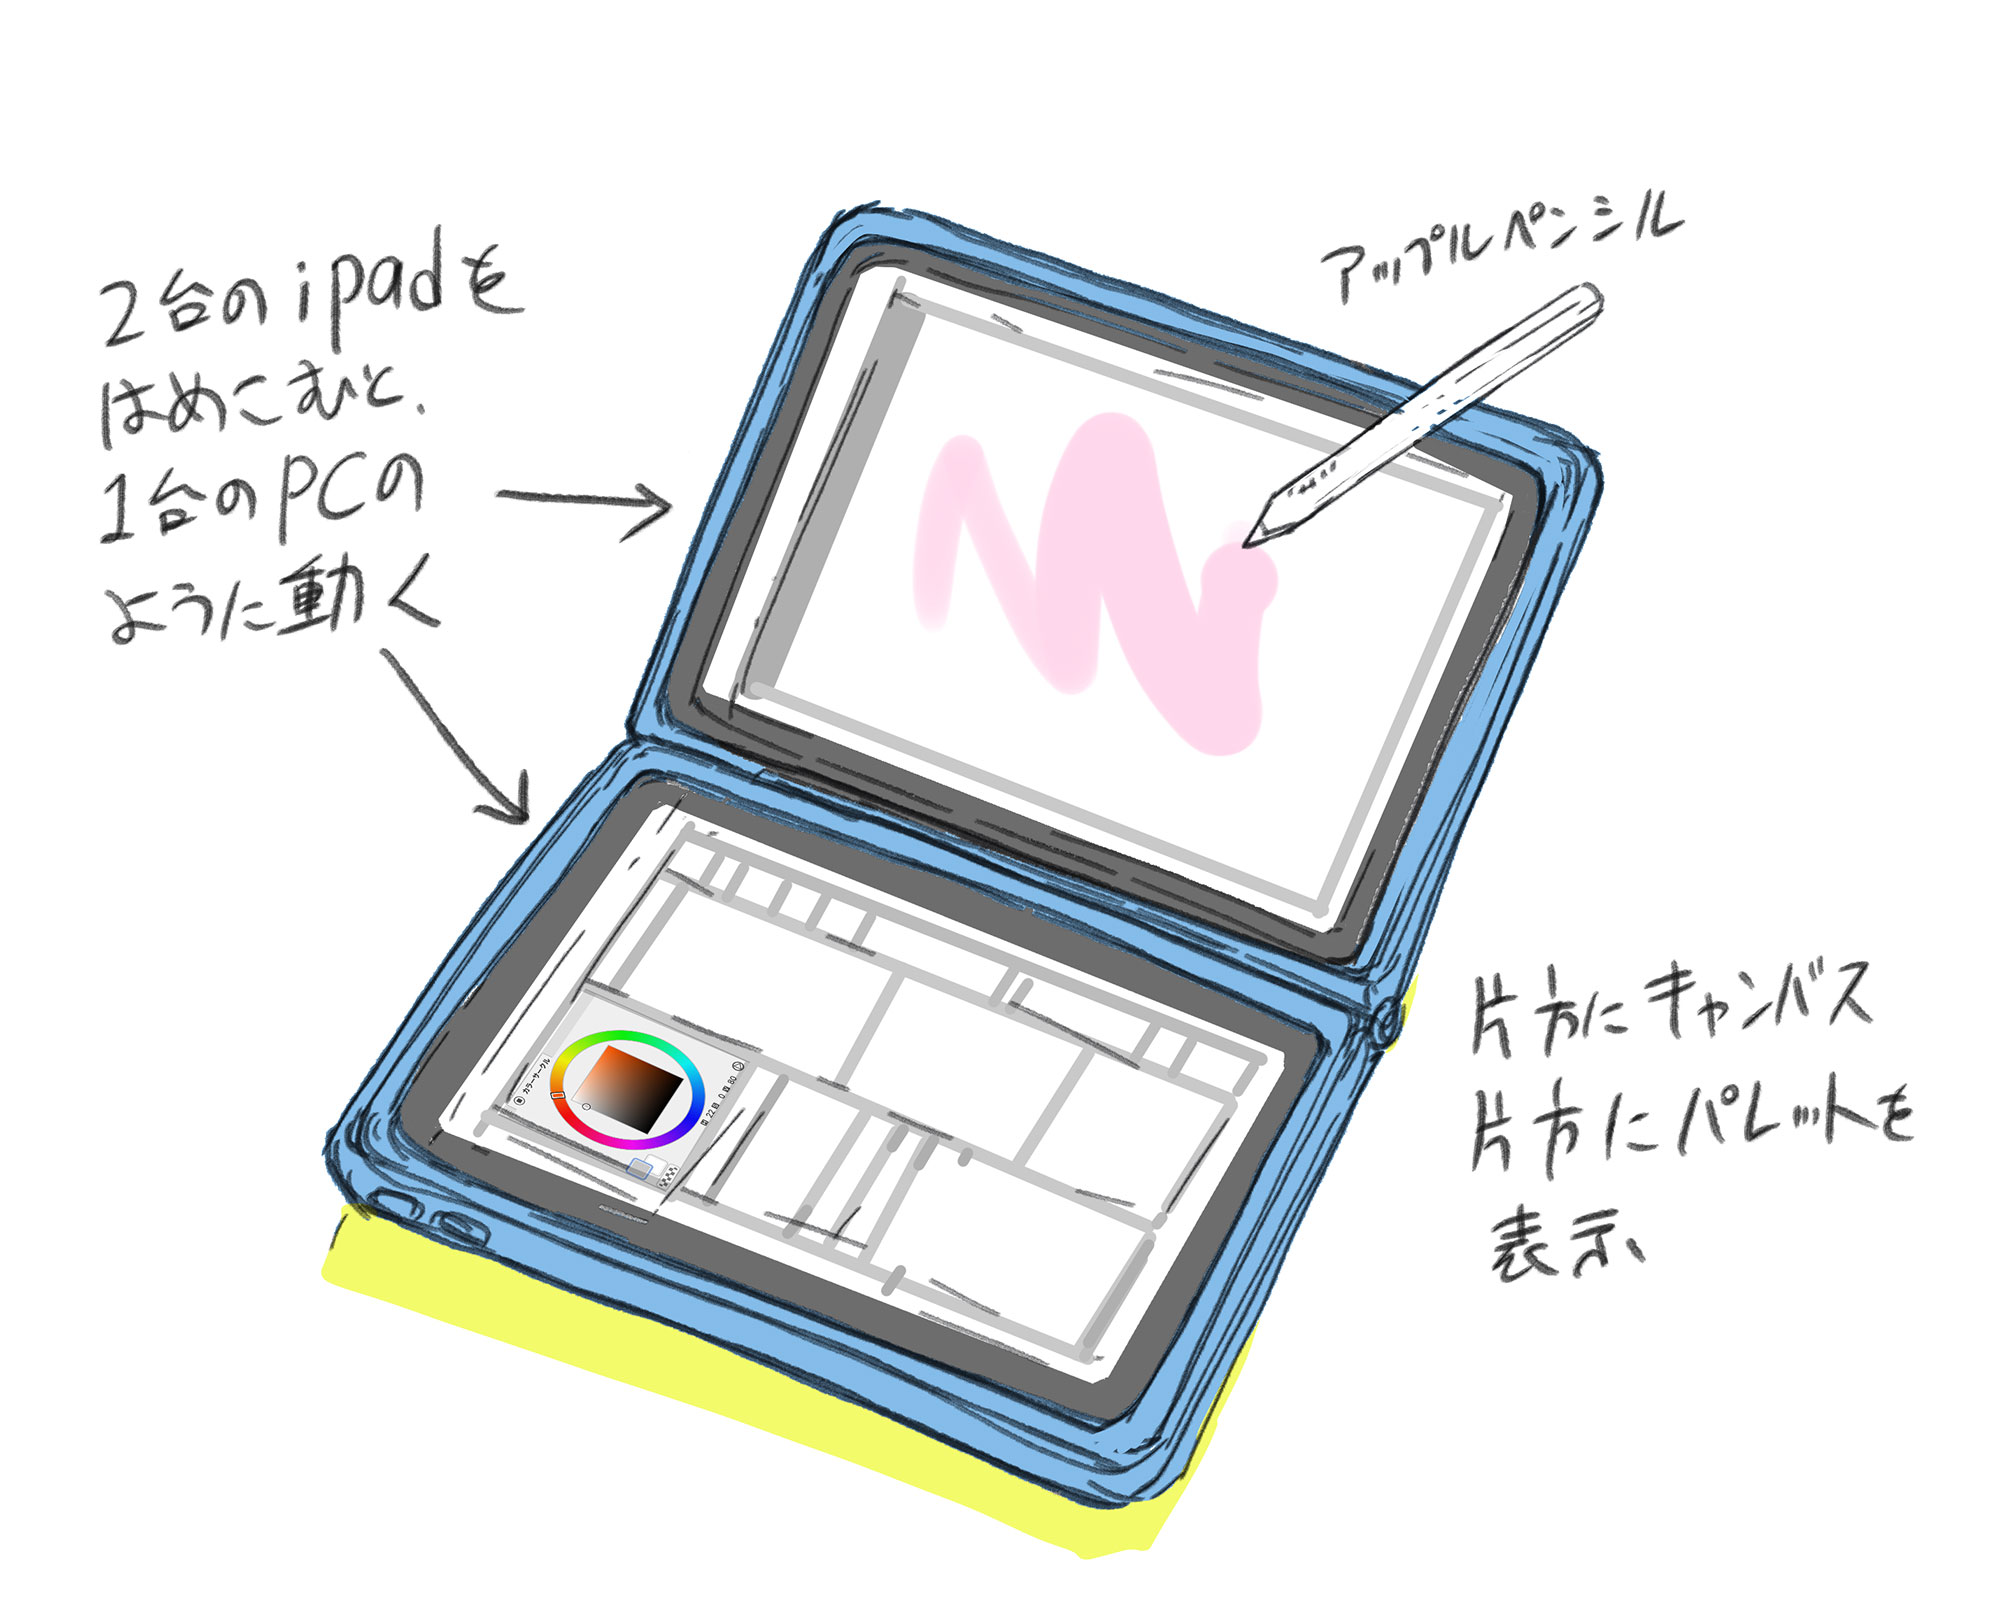 2台のipadを
はめこむと、
1台のPCの
ように動く
アップルペンシル
片方にキャンバス
片方にパレットを
表示、
カラーサークル
22 0 80